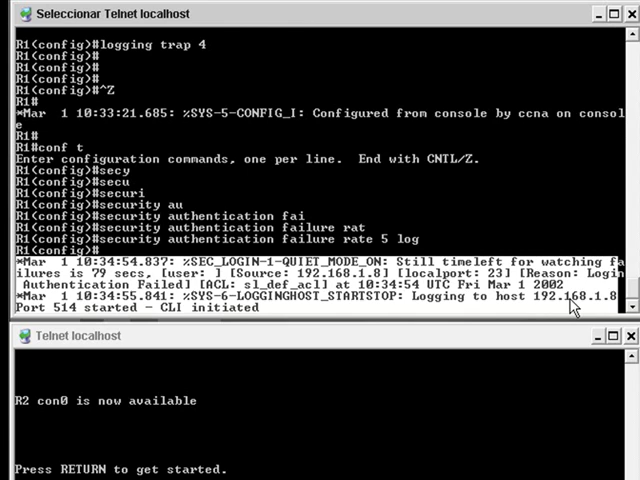 Seleccionar Telnet localhost
R1(config)#logging trap 4
R1(config)#
R1(config)#
R1(config)#
R1(config)#^Z
R1#
*Mar  1 10:33:21.685: %SYS-5-CONFIG_I: Configured from console by ccna on consol
e
R1#
R1#conf t
Enter configuration commands, one per line.  End with CNTL/Z.
R1(config)#secy
R1(config)#secu
R1(config)#securi
R1(config)#security au
R1(config)#security authentication fai
R1(config)#security authentication failure rat
R1(config)#security authentication failure rate 5 log
R1(config)#
*Mar  1 10:34:54.837: %SEC_LOGIN-1-QUIET_MODE_ON: Still timeleft for watching fa
ilures is 79 secs, [user: ] [Source: 192.168.1.8] [localport: 23] [Reason: Login
 Authentication Failed] [ACL: sl_def_acl] at 10:34:54 UTC Fri Mar 1 2002
*Mar  1 10:34:55.841: %SYS-6-LOGGINGHOST_STARTSTOP: Logging to host 192.168.1.8
Port 514 started - CLI initiated
Telnet localhost
R2 con0 is now available
Press RETURN to get started.